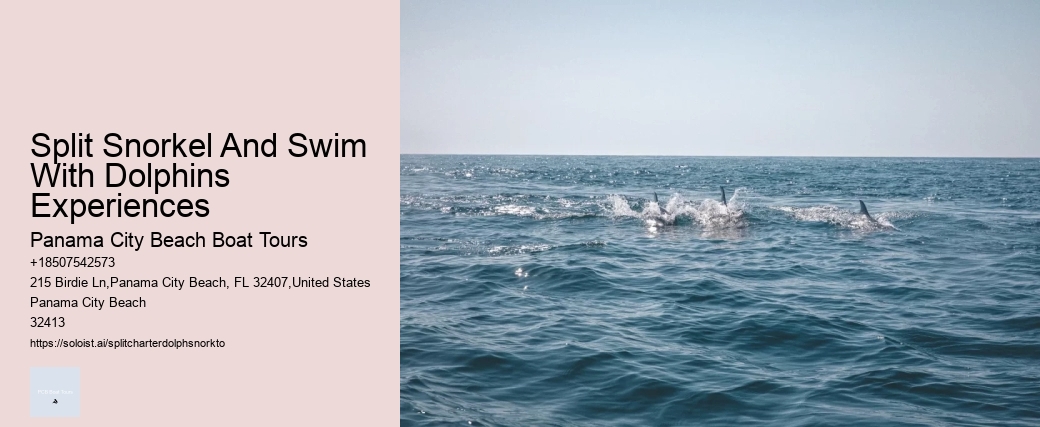 Split Snorkel And Swim
With Dolphins
Experiences
Panama City Beach Boat Tours
+18507542573
215 Birdie Ln,Panama City Beach, FL 32407,United States
Panama City Beach
32413
https://soloist.ai/splitcharterdolphsnorkto